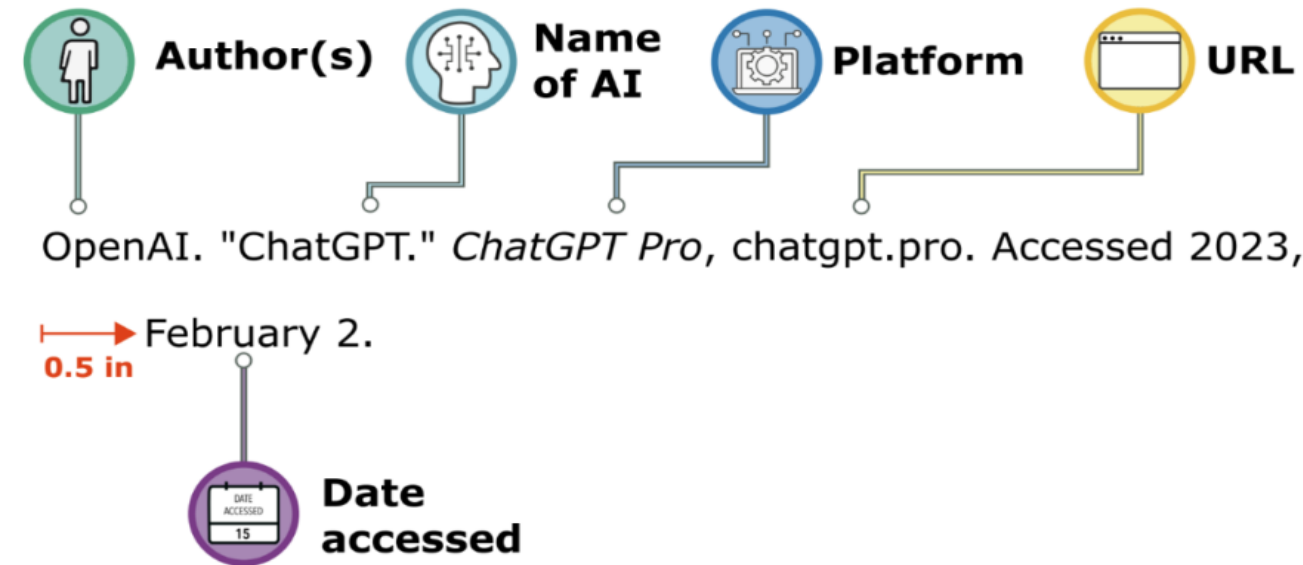 Author(s)
Name
of AI
Platform
URL
OpenAI. "ChatGPT." ChatGPT Pro, chatgpt.pro. Accessed 2023,
February 2.
0.5 in
DATE
ACCESSED
15
Date
accessed